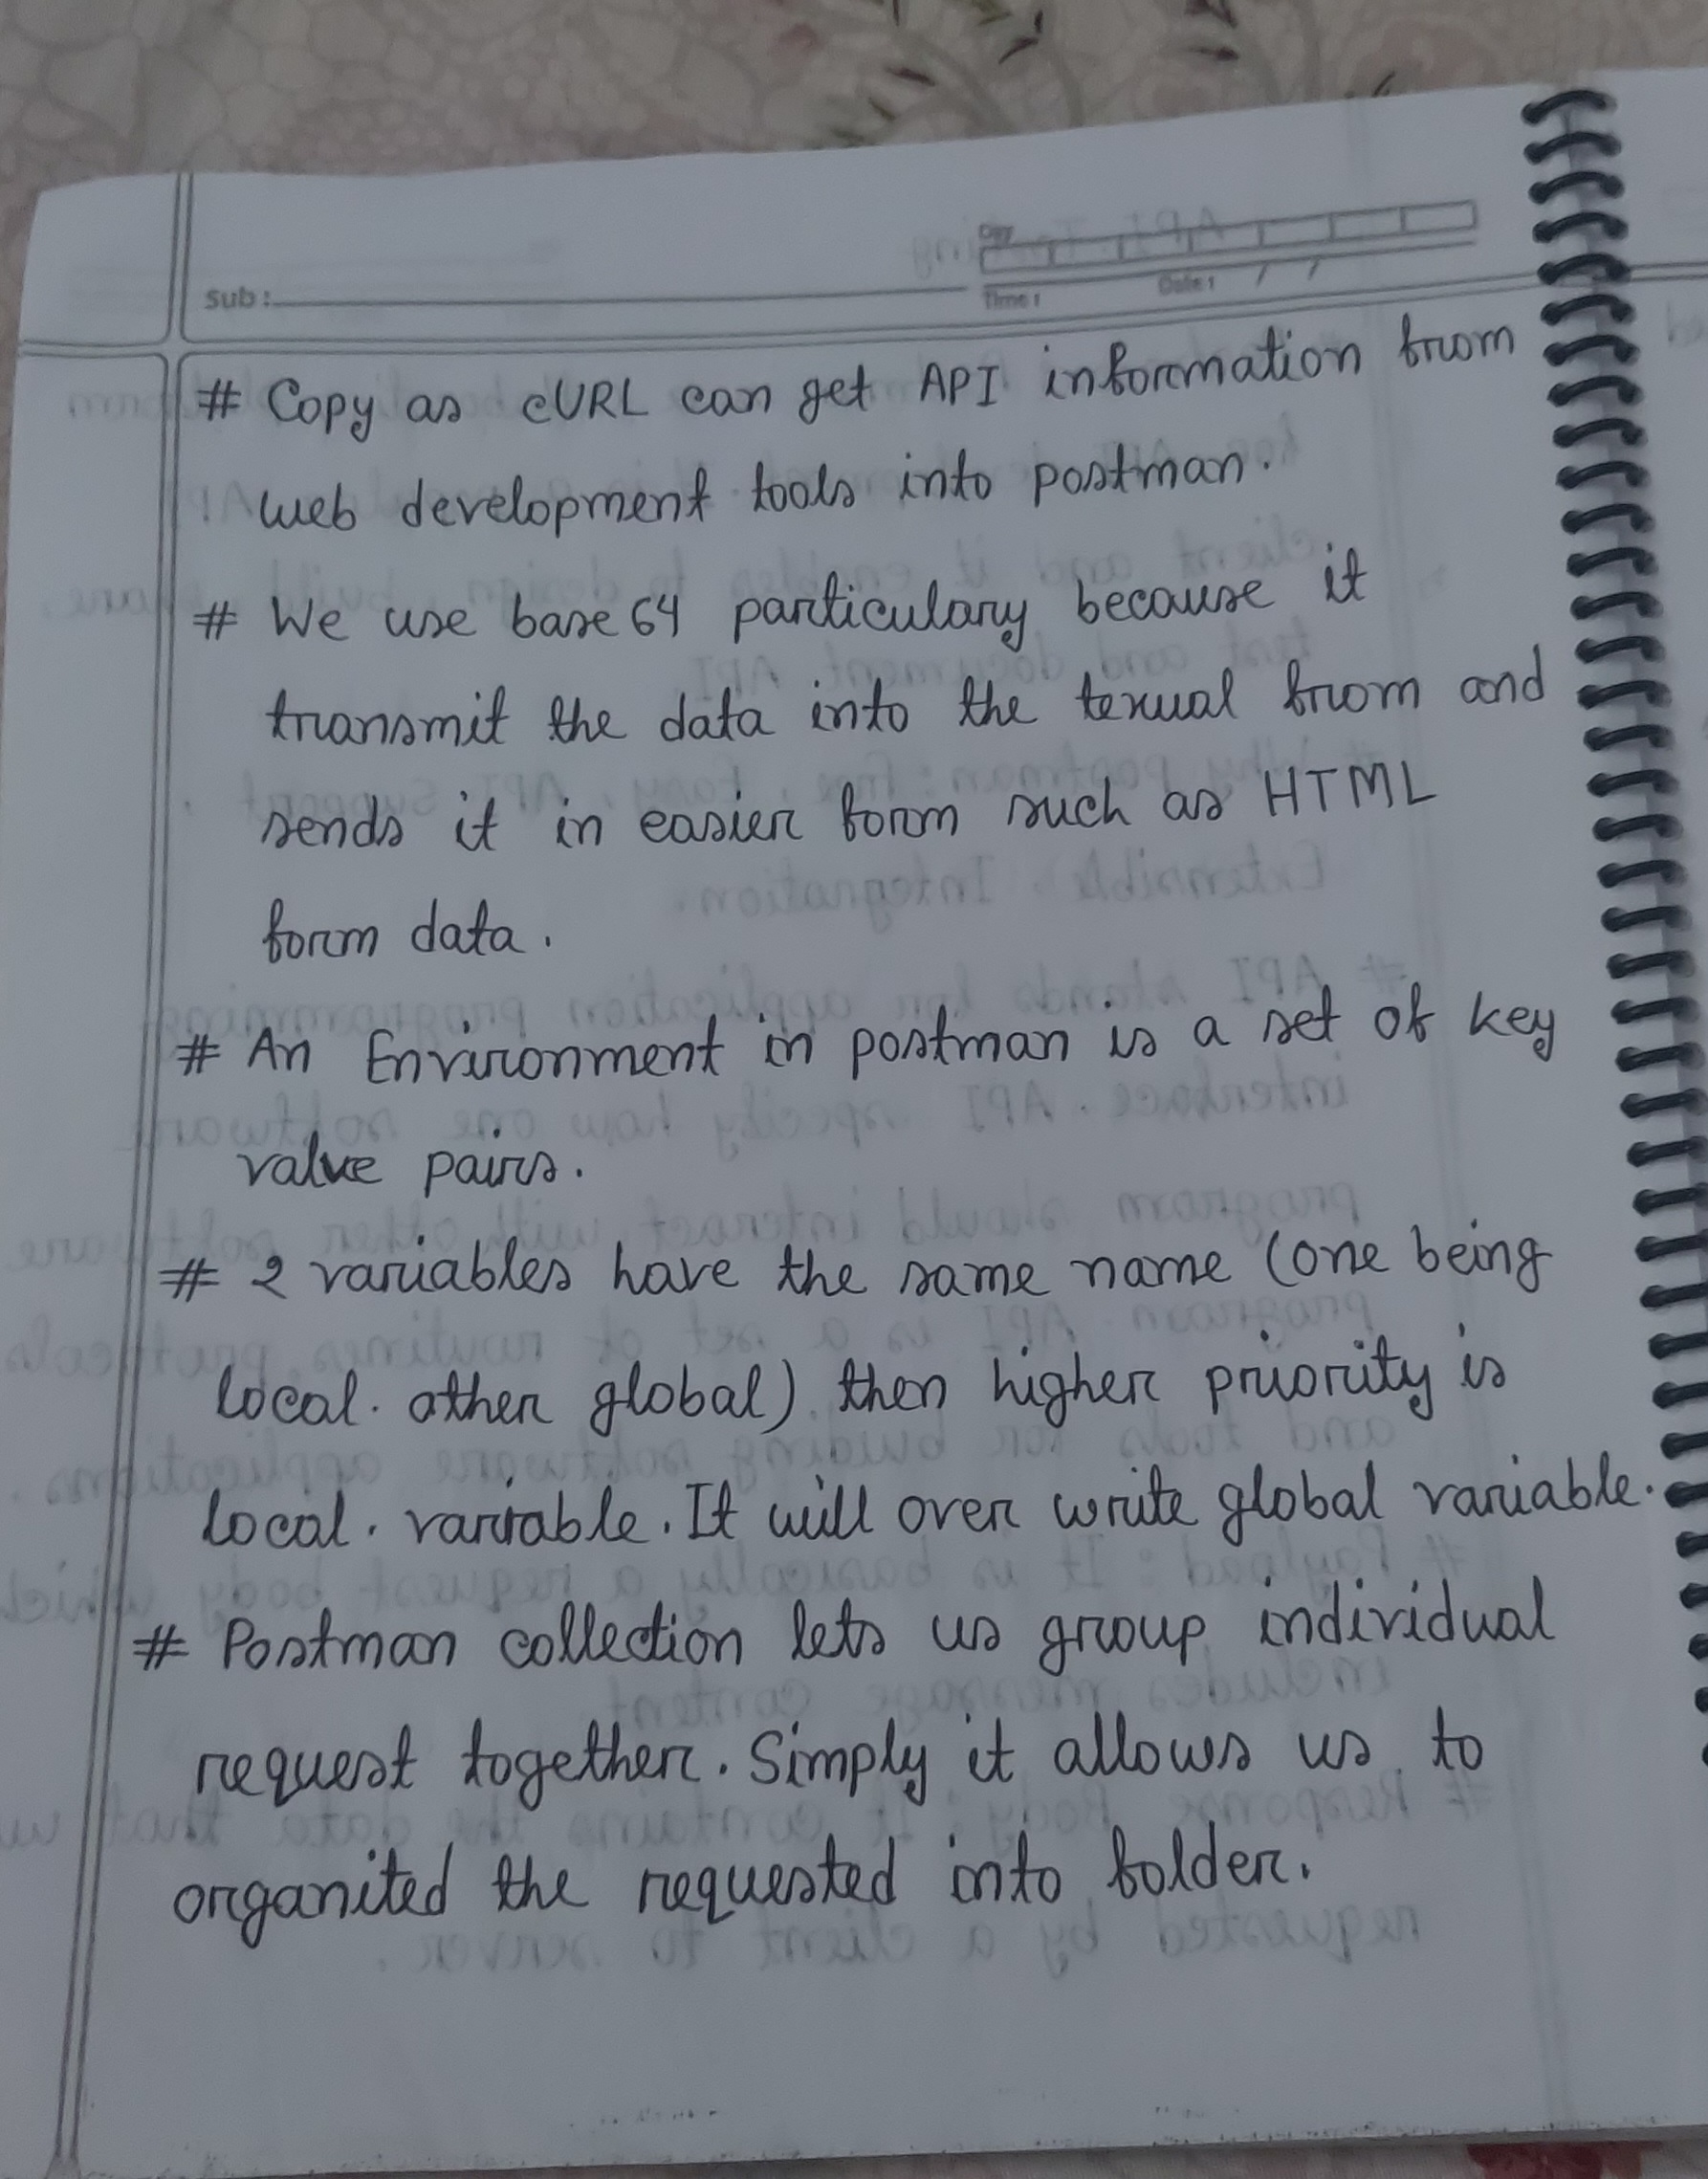 Sub:
Day
Time: Date: / /
# Copy as cURL can get API information from
web development tools into postman.
# We use base64 particulary because it
transmit the data into the texual from and
sends it in easier form such as HTML
form data.
# An Environment in postman is a set of key
value pairs.
# 2 variables have the same name (one being
local. other global) then higher priority is
local. variable. It will over write global variable.
# Postman collection lets us group individual
request together. Simply it allows us to
organited the requested into folder.